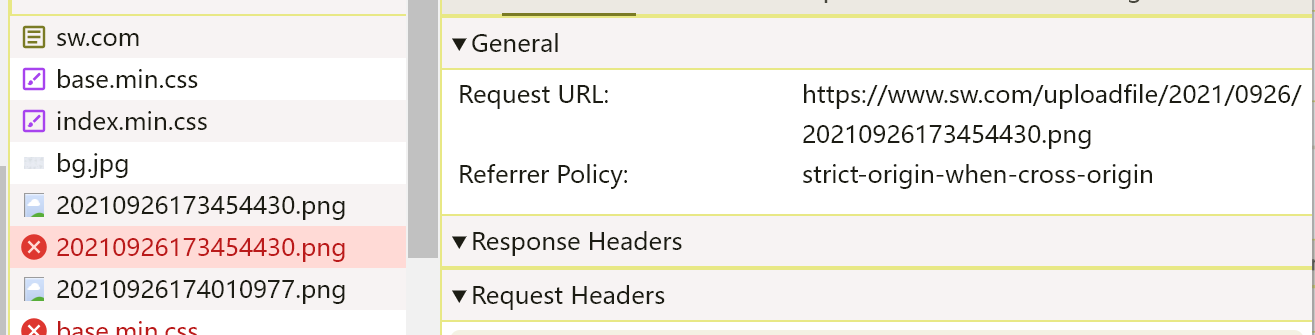 sw.com
base.min.css
index.min.css
bg.jpg
20210926173454430.png
20210926173454430.png
20210926174010977.png
base.min.css
General
Request URL:
https://www.sw.com/uploadfile/2021/0926/
20210926173454430.png
Referrer Policy:
strict-origin-when-cross-origin
Response Headers
Request Headers